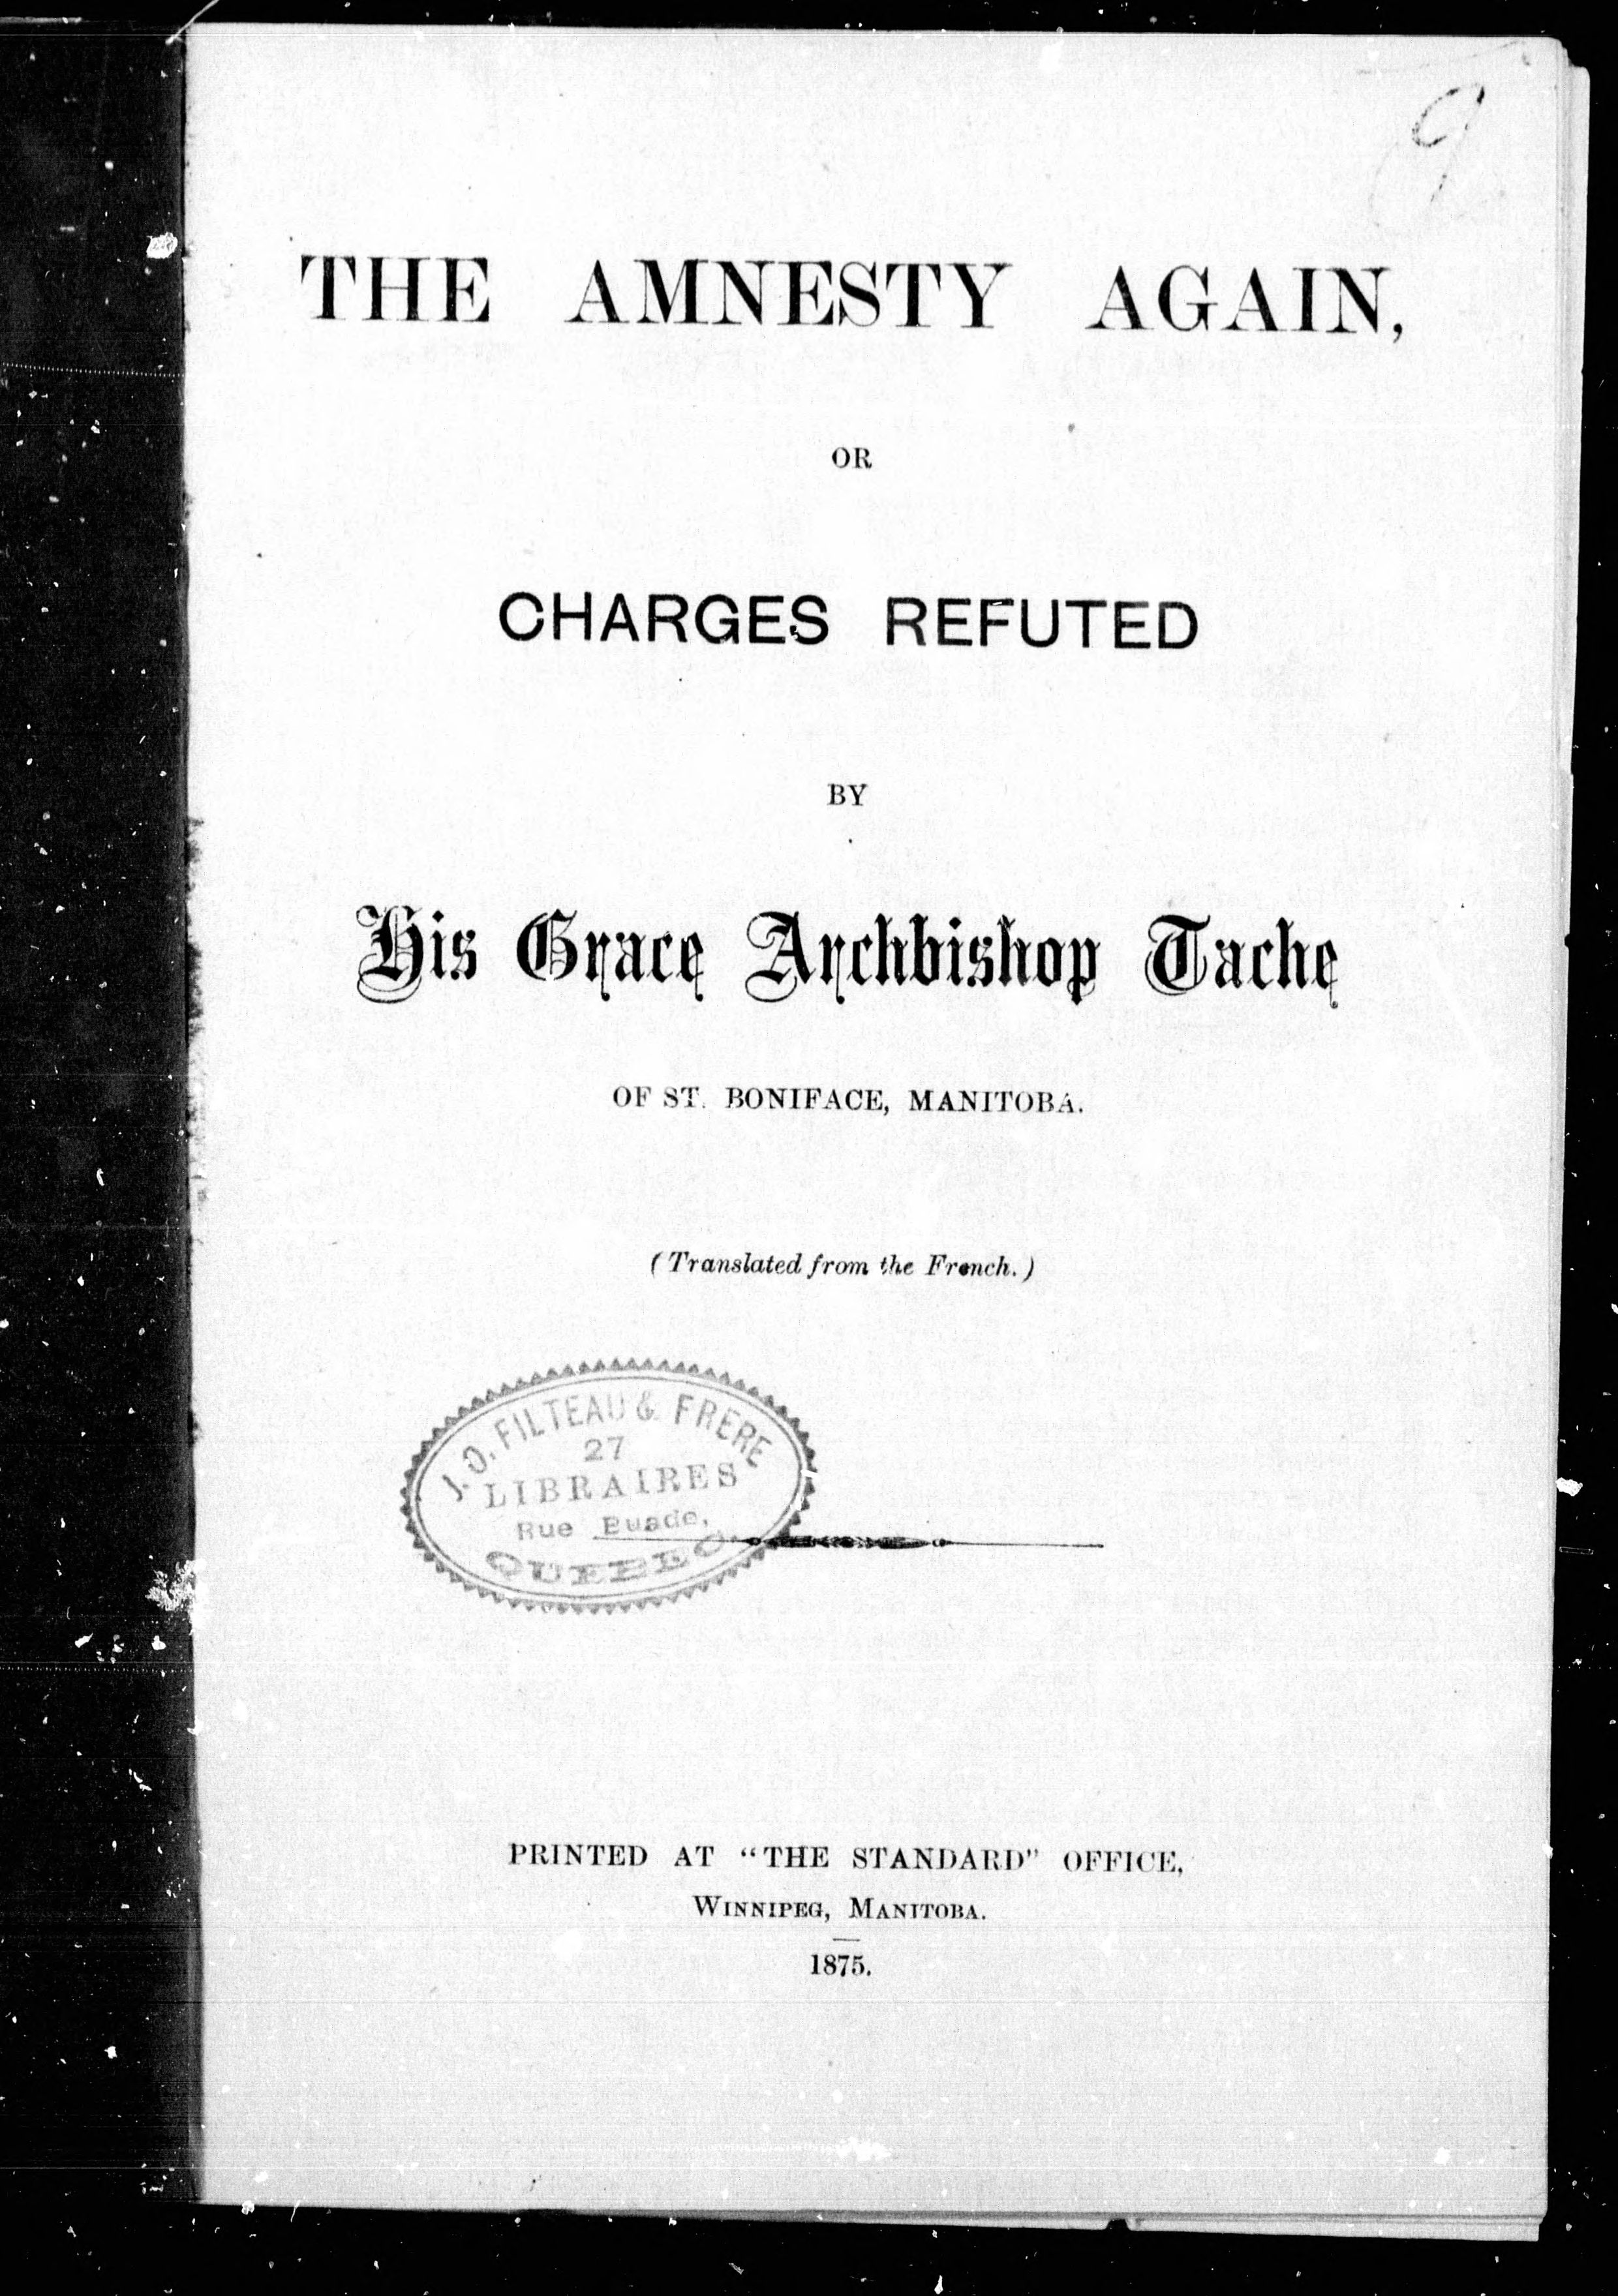 9
THE AMNESTY AGAIN,
OR
CHARGES REFUTED
BY
His Grace Archbishop Tache
OF ST. BONIFACE, MANITOBA.
(Translated from the French.)
J. O. FILTEAU & FRERE
27
LIBRAIRES
Rue Buade,
QUEBEC.
PRINTED AT "THE STANDARD" OFFICE,
WINNIPEG, MANITOBA.
1875.